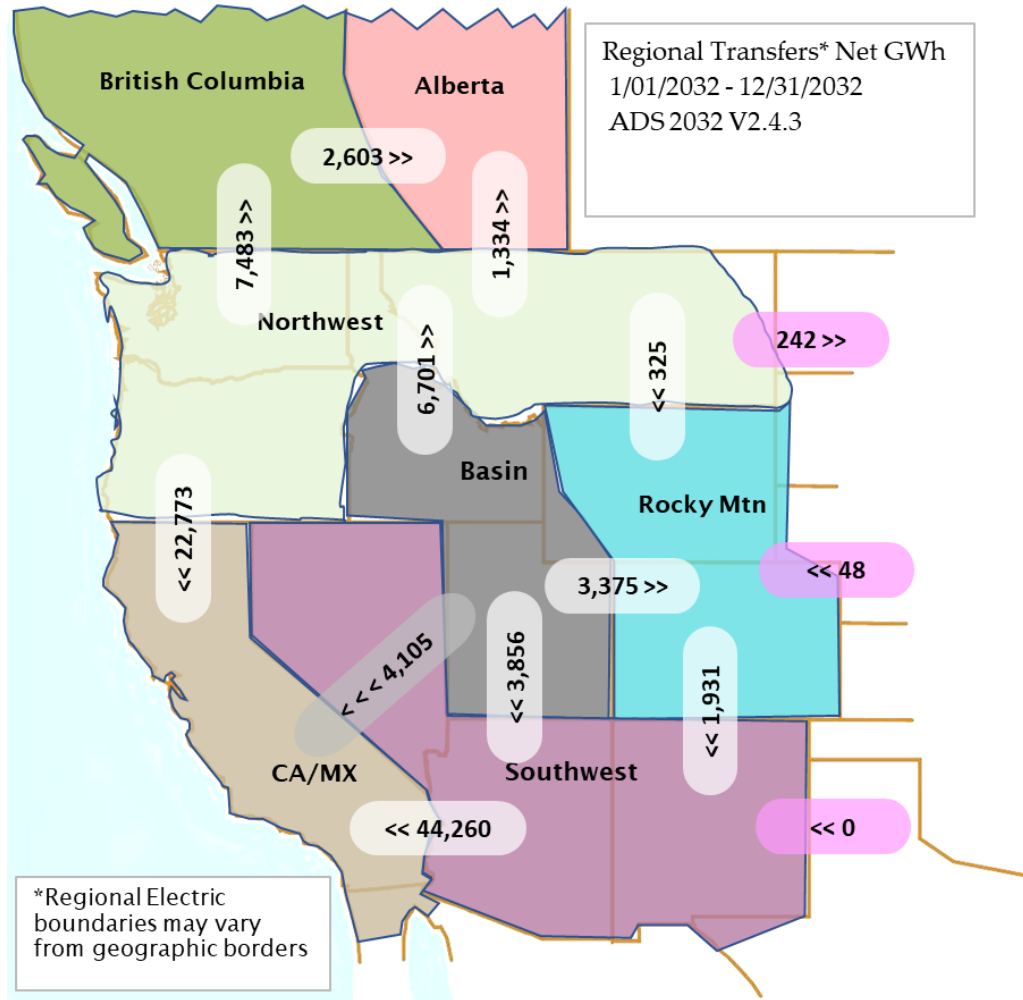 Regional Transfers* Net GWh
1/01/2032 - 12/31/2032
ADS 2032 V2.4.3
British Columbia
Alberta
2,603 >>
7,483 >>
1,334 >>
Northwest
6,701 >>
<< 325
242 >>
Basin
Rocky Mtn
<< 22,773
3,375 >>
<< 48
< < < 4,105
<< 3,856
<< 1,931
CA/MX
Southwest
<< 44,260
<< 0
*Regional Electric
boundaries may vary
from geographic borders